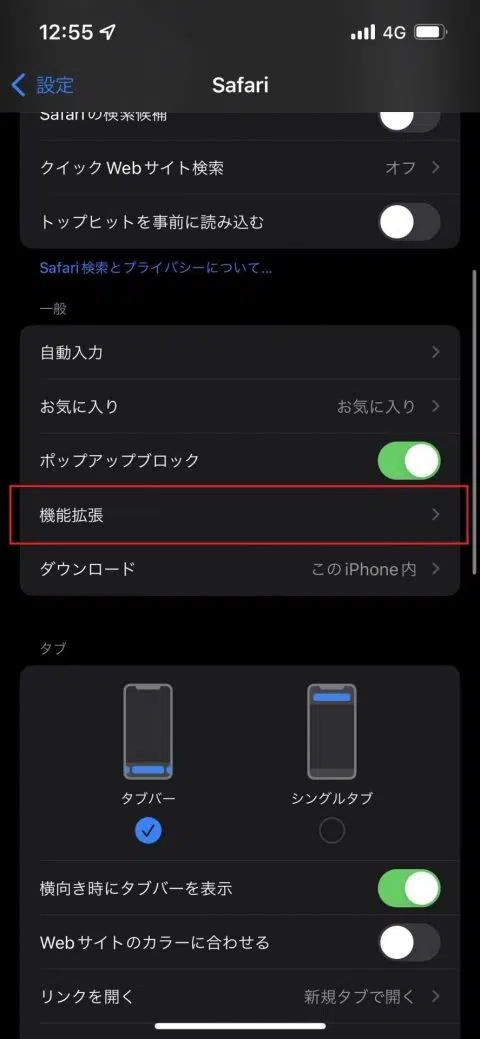 12:55
4G
設定
Safari
Safariの検索候補
クイックWebサイト検索 オフ
トップヒットを事前に読み込む
Safari検索とプライバシーについて...
一般
自動入力
お気に入り お気に入り
ポップアップブロック
機能拡張
ダウンロード このiPhone内
タブ
タブバー シングルタブ
横向き時にタブバーを表示
Webサイトのカラーに合わせる
リンクを開く 新規タブで開く